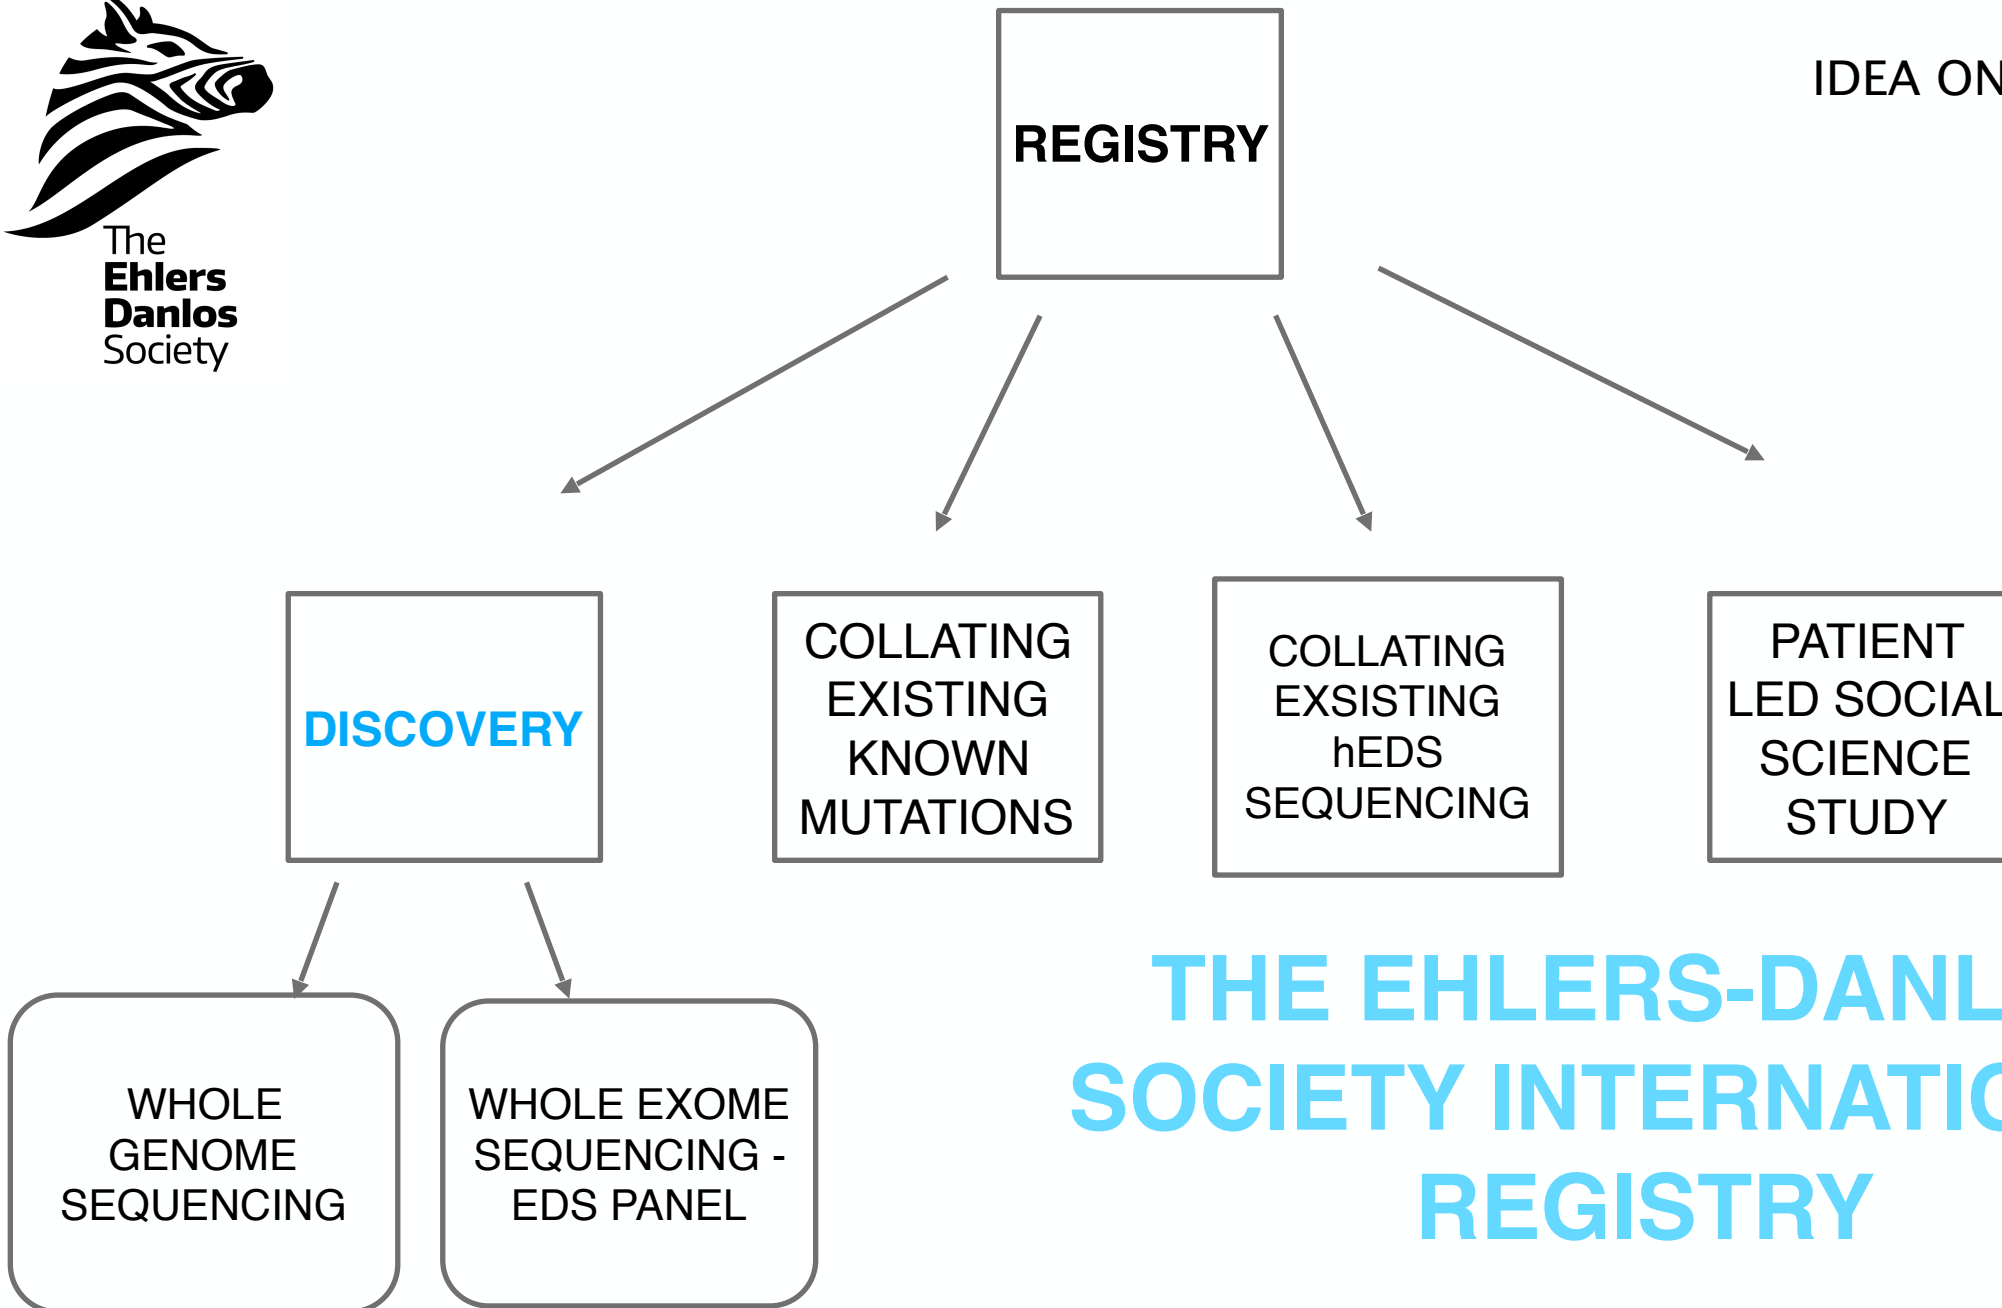 The
Ehlers
Danlos
Society
IDEA ON
REGISTRY
DISCOVERY
COLLATING
EXISTING
KNOWN
MUTATIONS
COLLATING
EXSISTING
hEDS
SEQUENCING
PATIENT
LED SOCIAL
SCIENCE
STUDY
WHOLE
GENOME
SEQUENCING
WHOLE EXOME
SEQUENCING -
EDS PANEL
THE EHLERS-DANL
SOCIETY INTERNATIO
REGISTRY